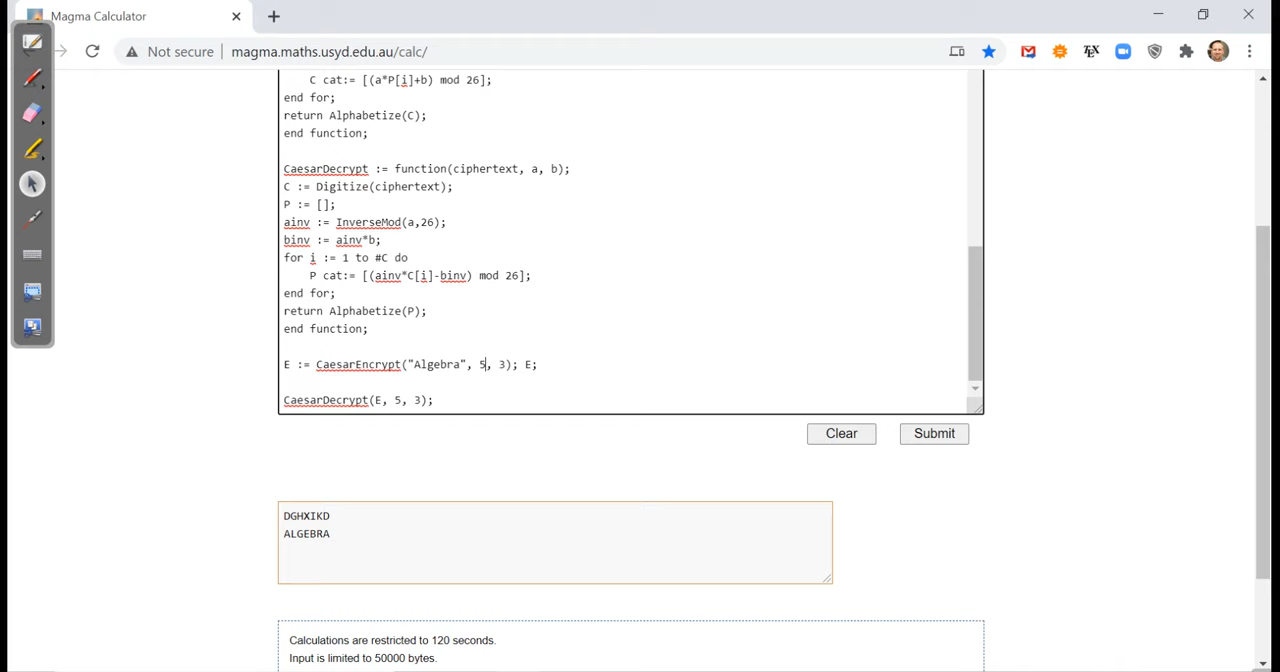 Magma Calculator
Not secure | magma.maths.usyd.edu.au/calc/
C cat:= [(a*P[i]+b) mod 26];
end for;
return Alphabetize(C);
end function;
CaesarDecrypt := function(ciphertext, a, b);
C := Digitize(ciphertext);
P := [];
ainv := InverseMod(a,26);
binv := ainv*b;
for i := 1 to #C do
P cat:= [(ainv*C[i]-binv) mod 26];
end for;
return Alphabetize(P);
end function;
E := CaesarEncrypt("Algebra", 5, 3); E;
CaesarDecrypt(E, 5, 3);
Clear Submit
DGHXIKD
ALGEBRA
Calculations are restricted to 120 seconds.
Input is limited to 50000 bytes.